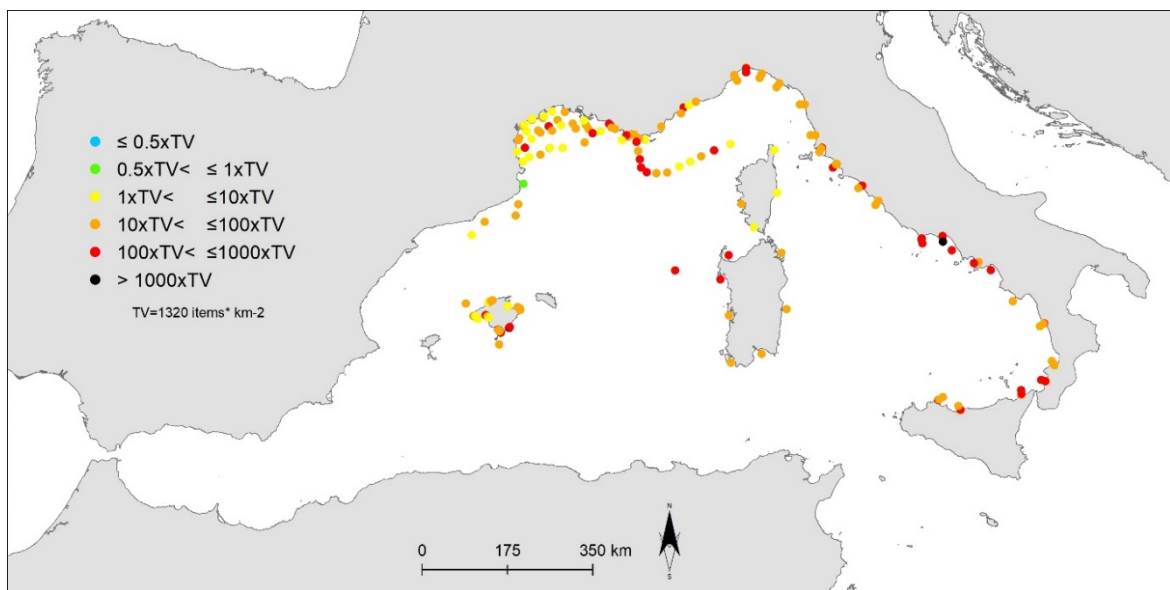 ≤ 0.5xTV
0.5xTV< ≤ 1xTV
1xTV< ≤10xTV
10xTV< ≤100xTV
100xTV< ≤1000xTV
> 1000xTV
TV=1320 items* km-2
N
S
0 175 350 km